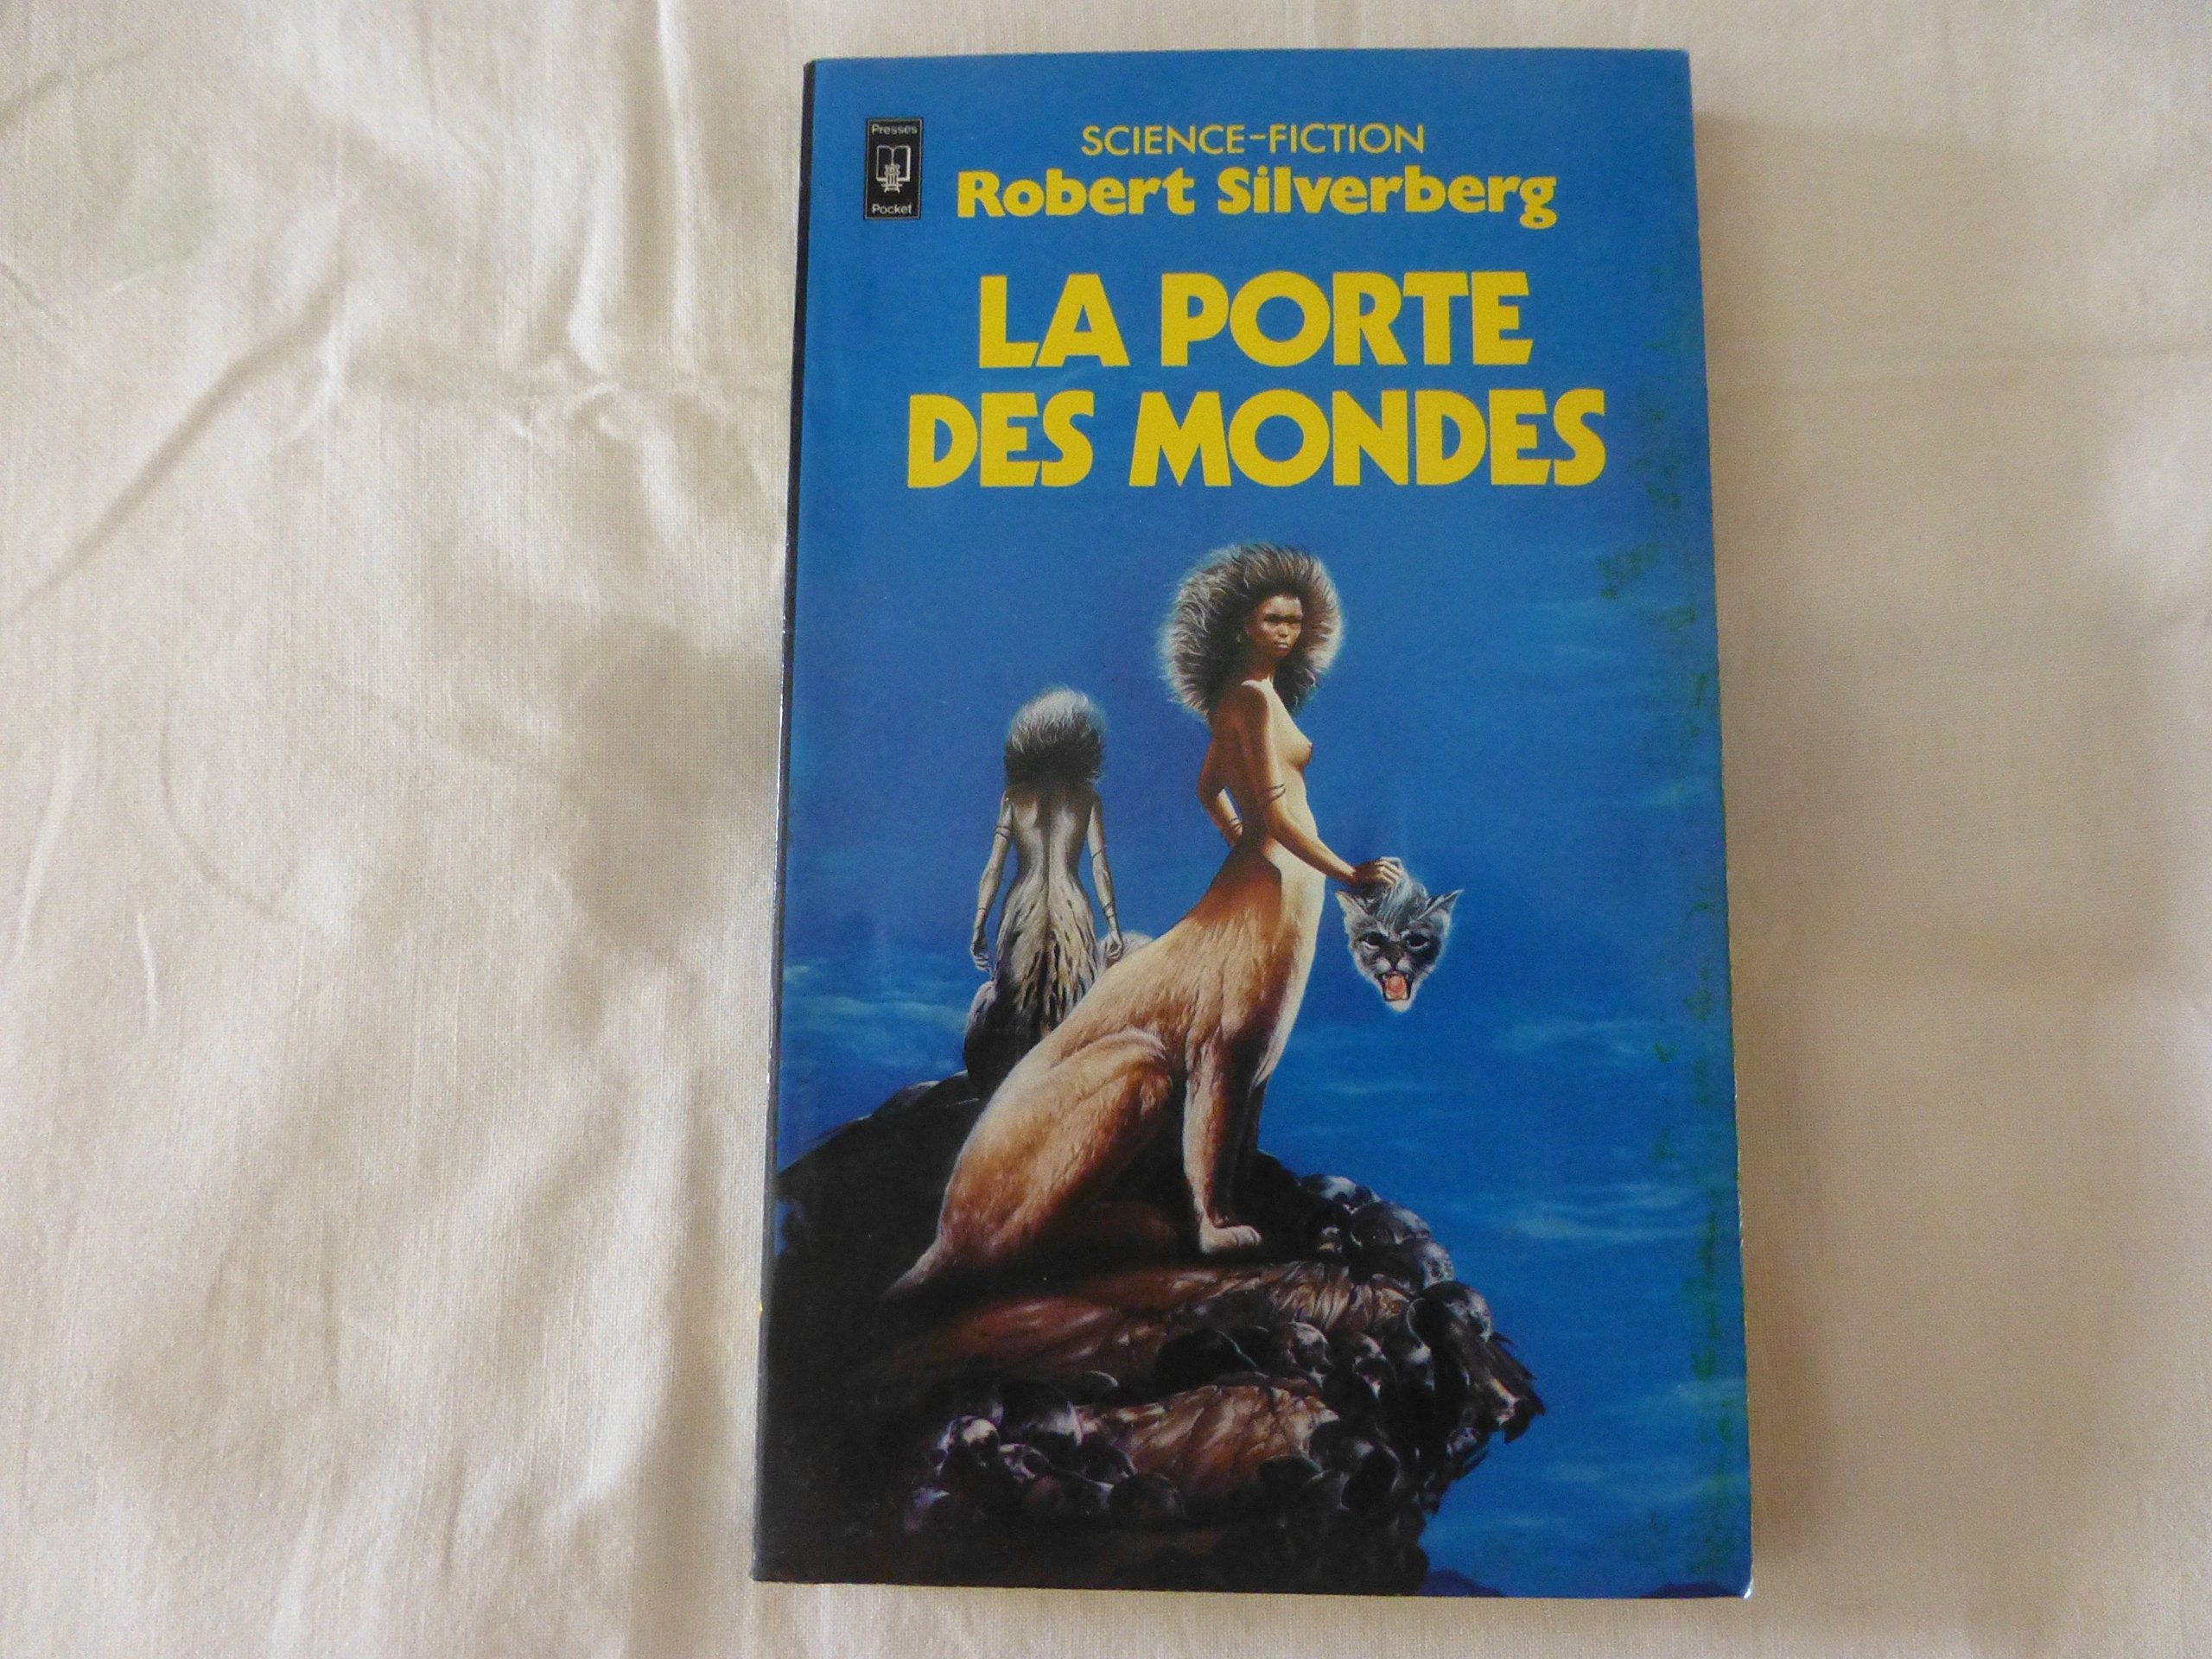 Presses
Pocket
SCIENCE-FICTION
Robert Silverberg
LA PORTE
DES MONDES